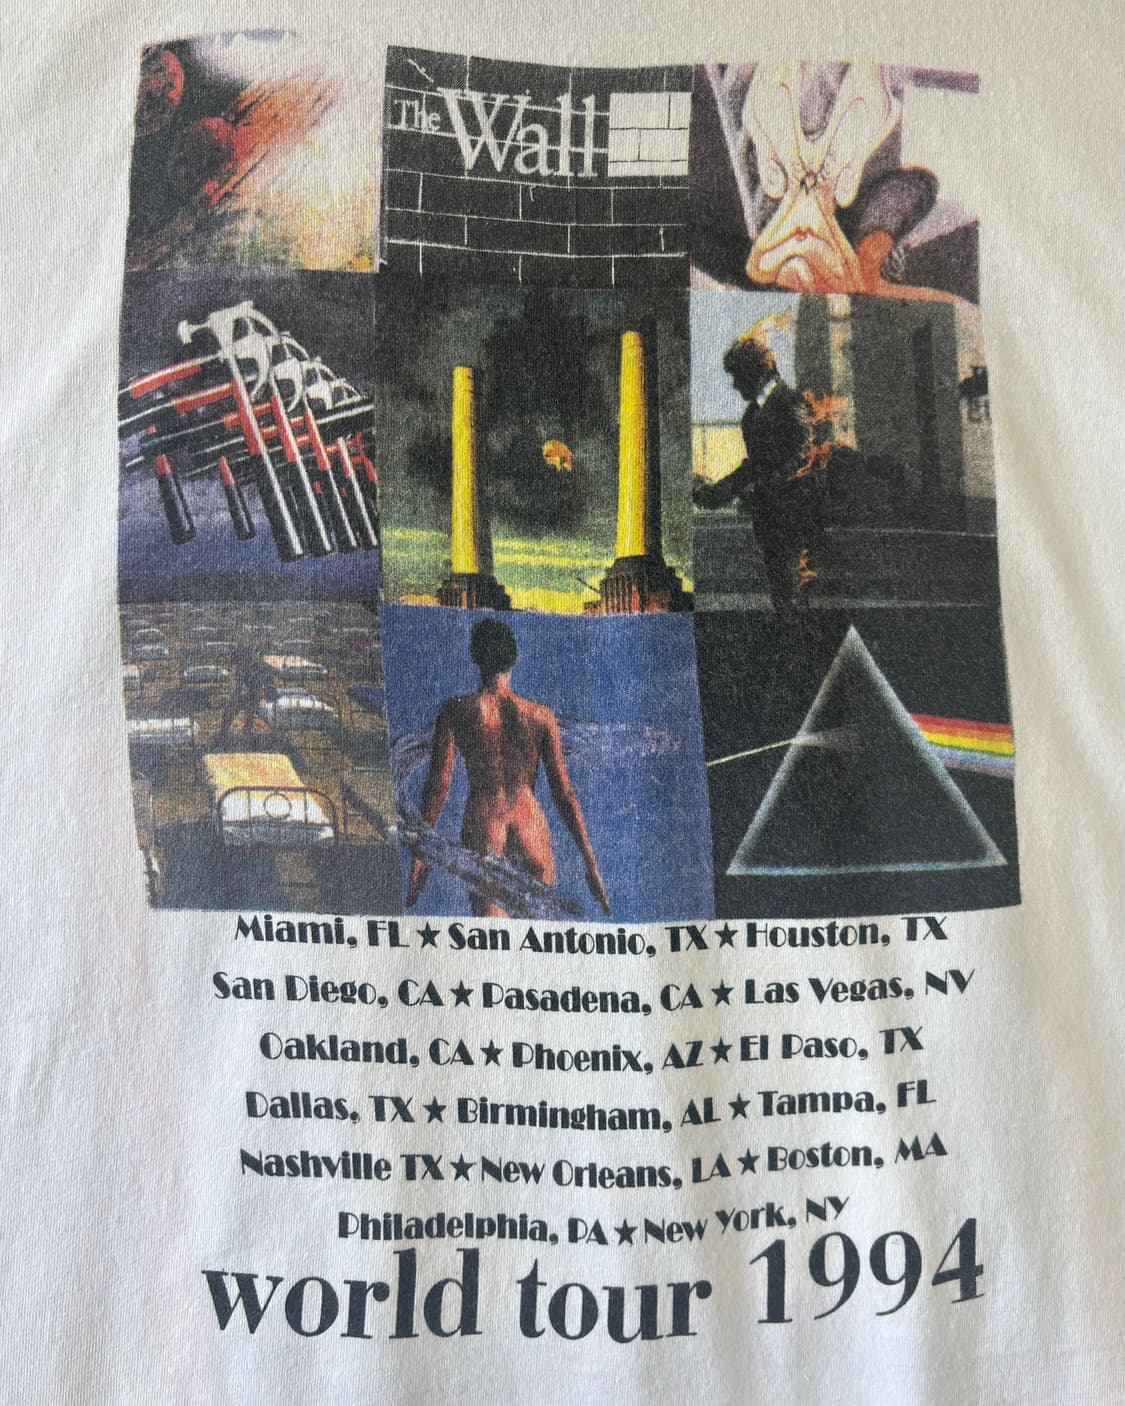 The Wall
Miami, FL ★ San Antonio, TX ★ Houston, TX
San Diego, CA ★ Pasadena, CA ★ Las Vegas, NV
Oakland, CA ★ Phoenix, AZ ★ El Paso, TX
Dallas, TX ★ Birmingham, AL ★ Tampa, FL
Nashville TX ★ New Orleans, LA ★ Boston, MA
Philadelphia, PA ★ New York, NY
world tour 1994